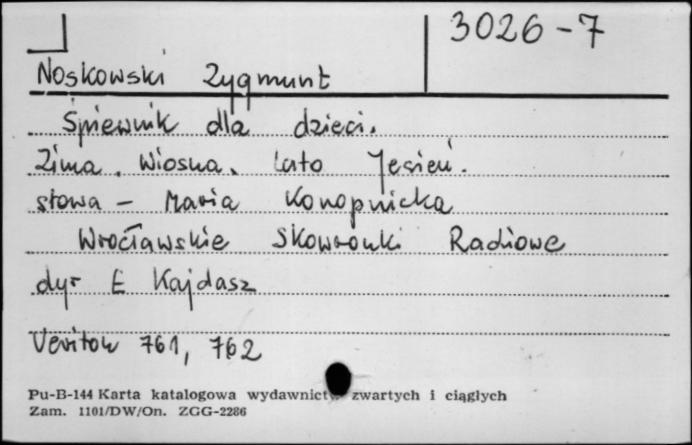 3026-7
Noskowski Zygmunt
Śpiewnik dla dzieci.
Zima, Wiosna, Lato Jesień.
słowa - Maria Konopnicka
Wrocławskie Skowronki Radiowe
dyr E Kajdasz
Veriton 761, 762
Pu-B-144 Karta katalogowa wydawnictw zwartych i ciągłych
Zam. 1101/DW/On. ZGG-2286